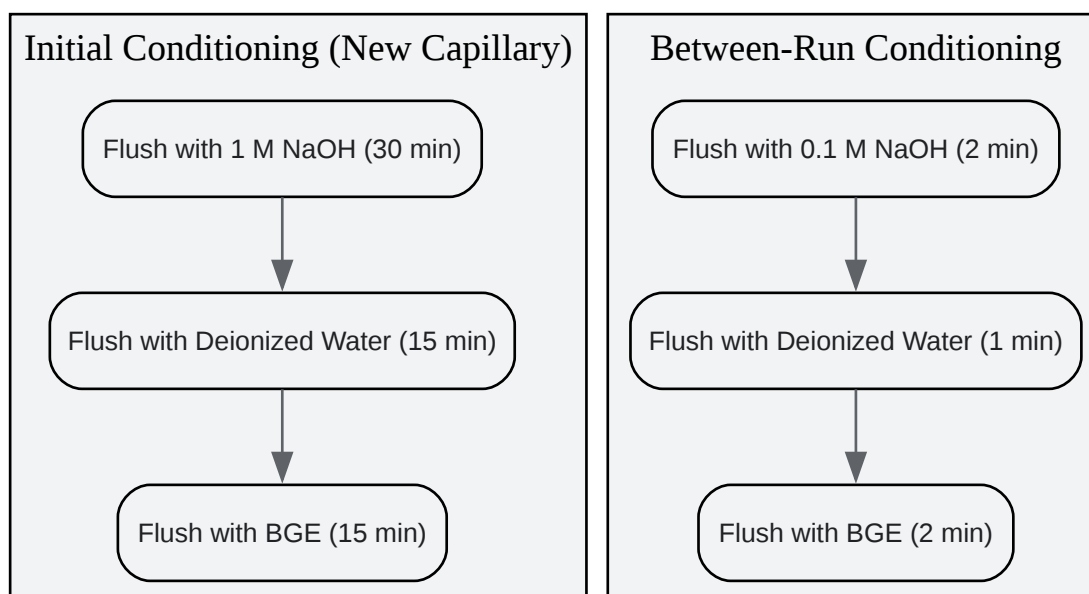 Initial Conditioning (New Capillary)
Flush with 1 M NaOH (30 min)
Flush with Deionized Water (15 min)
Flush with BGE (15 min)
Between-Run Conditioning
Flush with 0.1 M NaOH (2 min)
Flush with Deionized Water (1 min)
Flush with BGE (2 min)